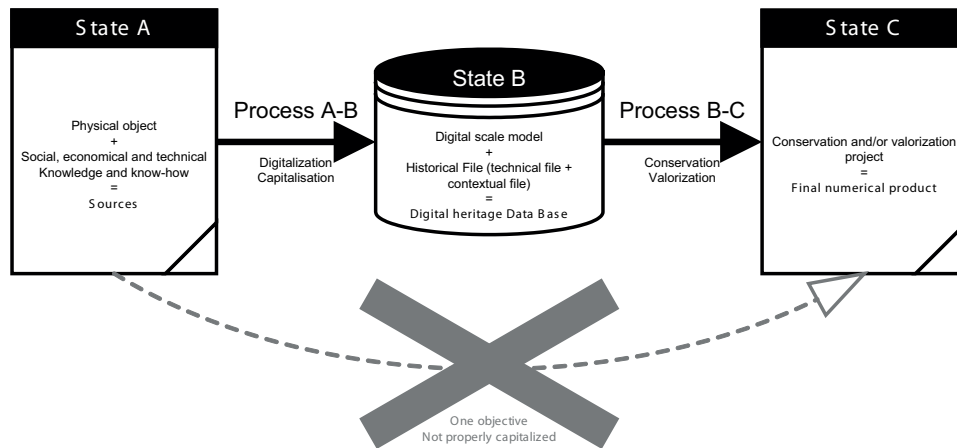 State A
Physical object
+
Social, economical and technical
Knowledge and know-how
=
Sources
Process A-B
Digitalization
Capitalisation
State B
Digital scale model
+
Historical File (technical file +
contextual file)
=
Digital heritage Data Base
Process B-C
Conservation
Valorization
State C
Conservation and/or valorization
project
=
Final numerical product
One objective
Not properly capitalized